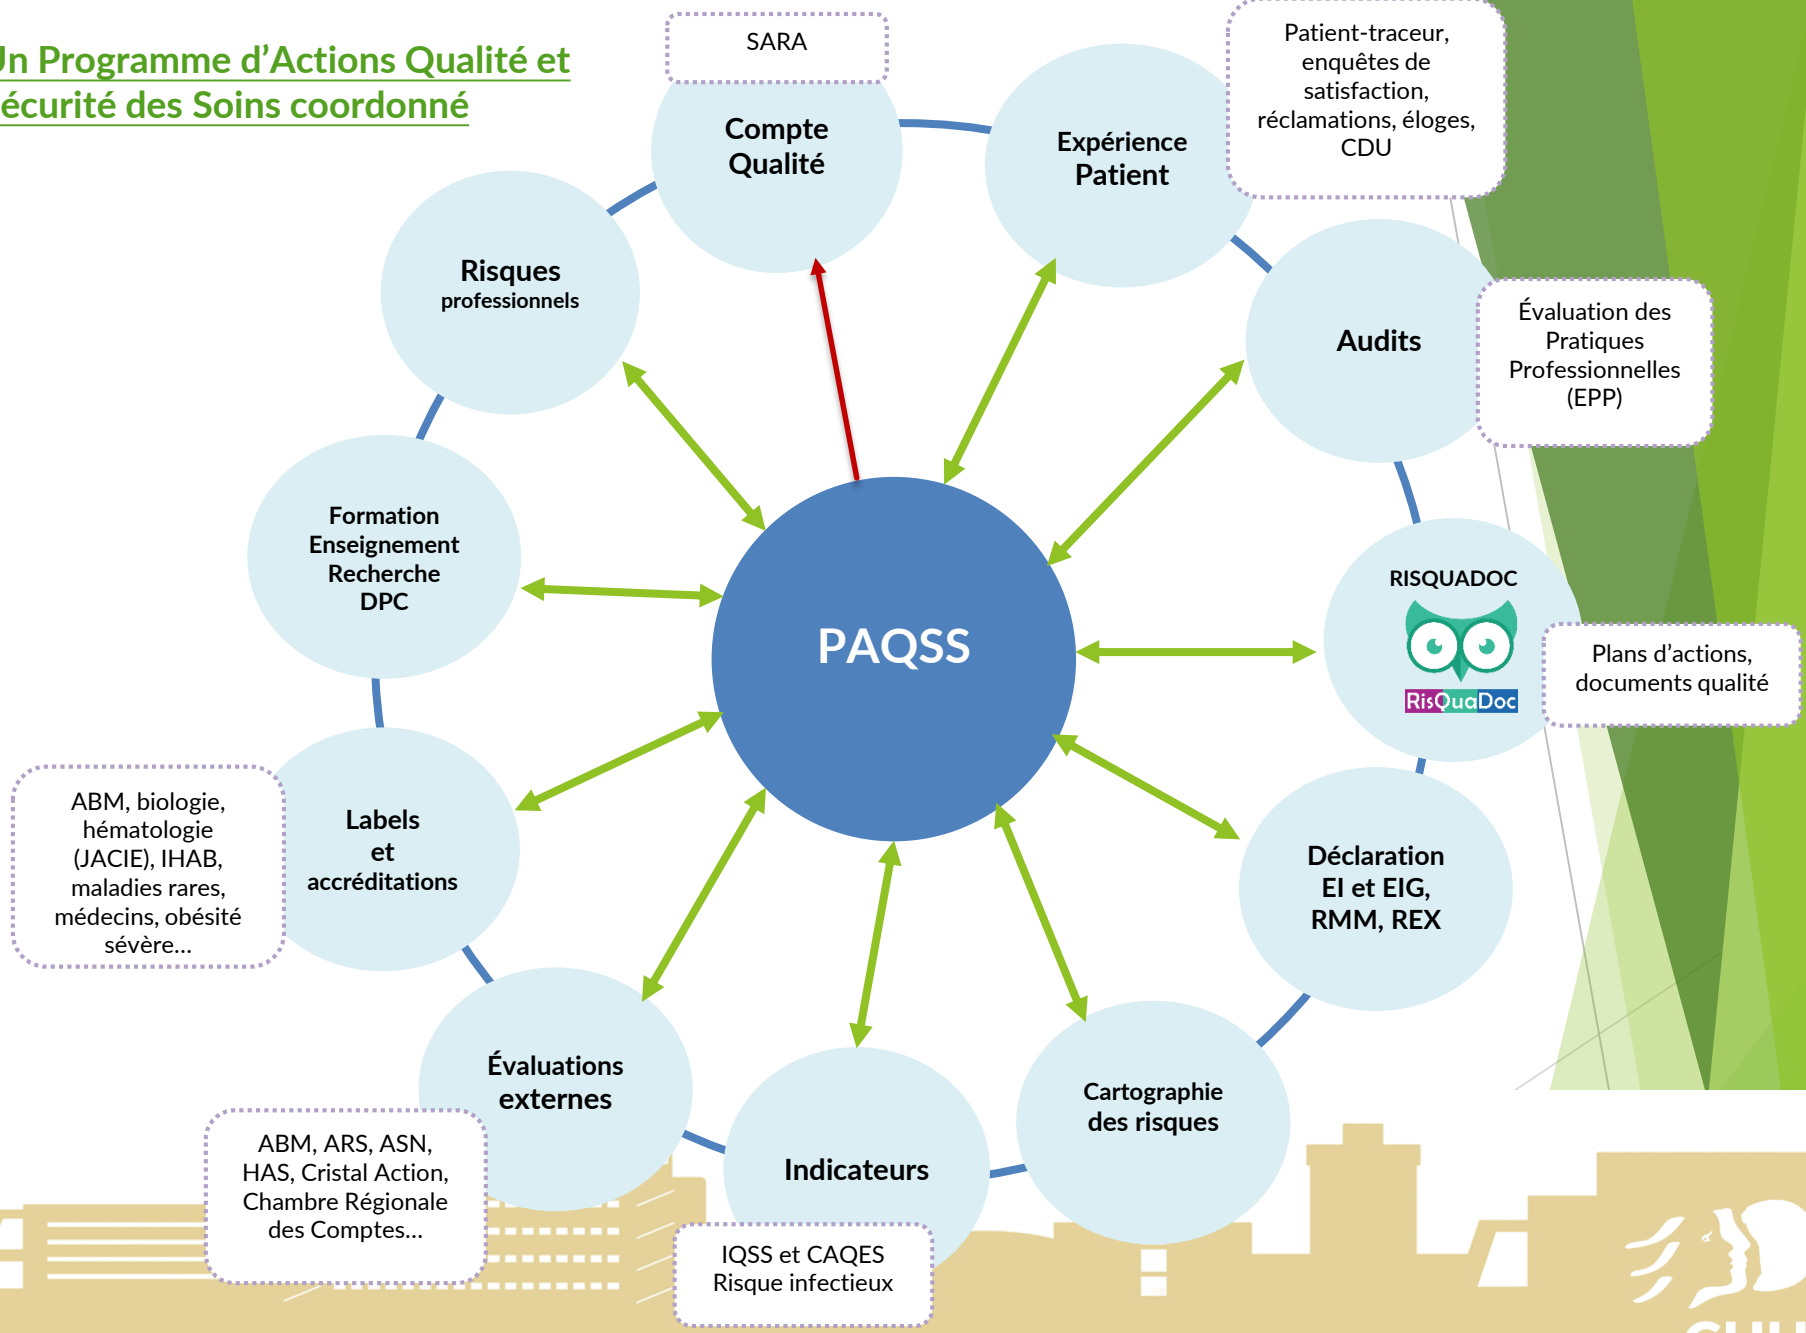 Un Programme d’Actions Qualité et
écurité des Soins coordonné
SARA
Compte
Qualité
Expérience
Patient
Patient-traceur,
enquêtes de
satisfaction,
réclamations, éloges,
CDU
Audits
Évaluation des
Pratiques
Professionnelles
(EPP)
RISQUADOC
RisQuaDoc
Plans d’actions,
documents qualité
Déclaration
EI et EIG,
RMM, REX
Cartographie
des risques
Indicateurs
IQSS et CAQES
Risque infectieux
Évaluations
externes
ABM, ARS, ASN,
HAS, Cristal Action,
Chambre Régionale
des Comptes…
Labels
et
accréditations
ABM, biologie,
hématologie
(JACIE), IHAB,
maladies rares,
médecins, obésité
sévère…
Formation
Enseignement
Recherche
DPC
Risques
professionnels
PAQSS